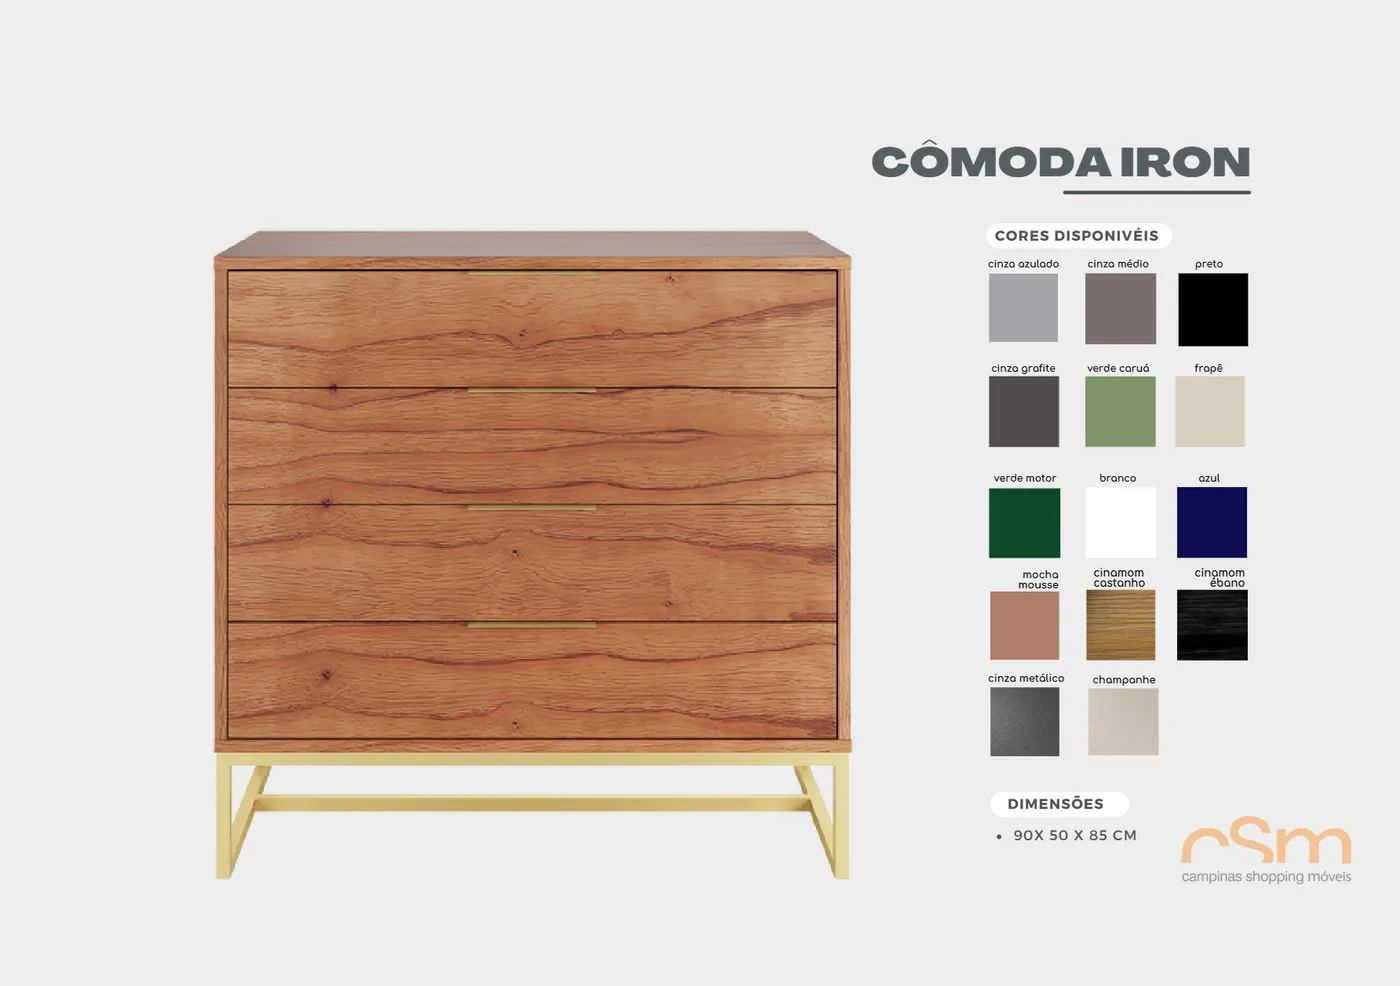 CÔMODA IRON
CORES DISPONIVÉIS
cinza azulado
cinza médio
preto
cinza grafite
verde caruá
frapê
verde motor
branco
azul
mocha
mousse
cinamom
castanho
cinamom
ébano
cinza metálico
champanhe
DIMENSÕES
• 90X 50 X 85 CM
csm
campinas shopping móveis